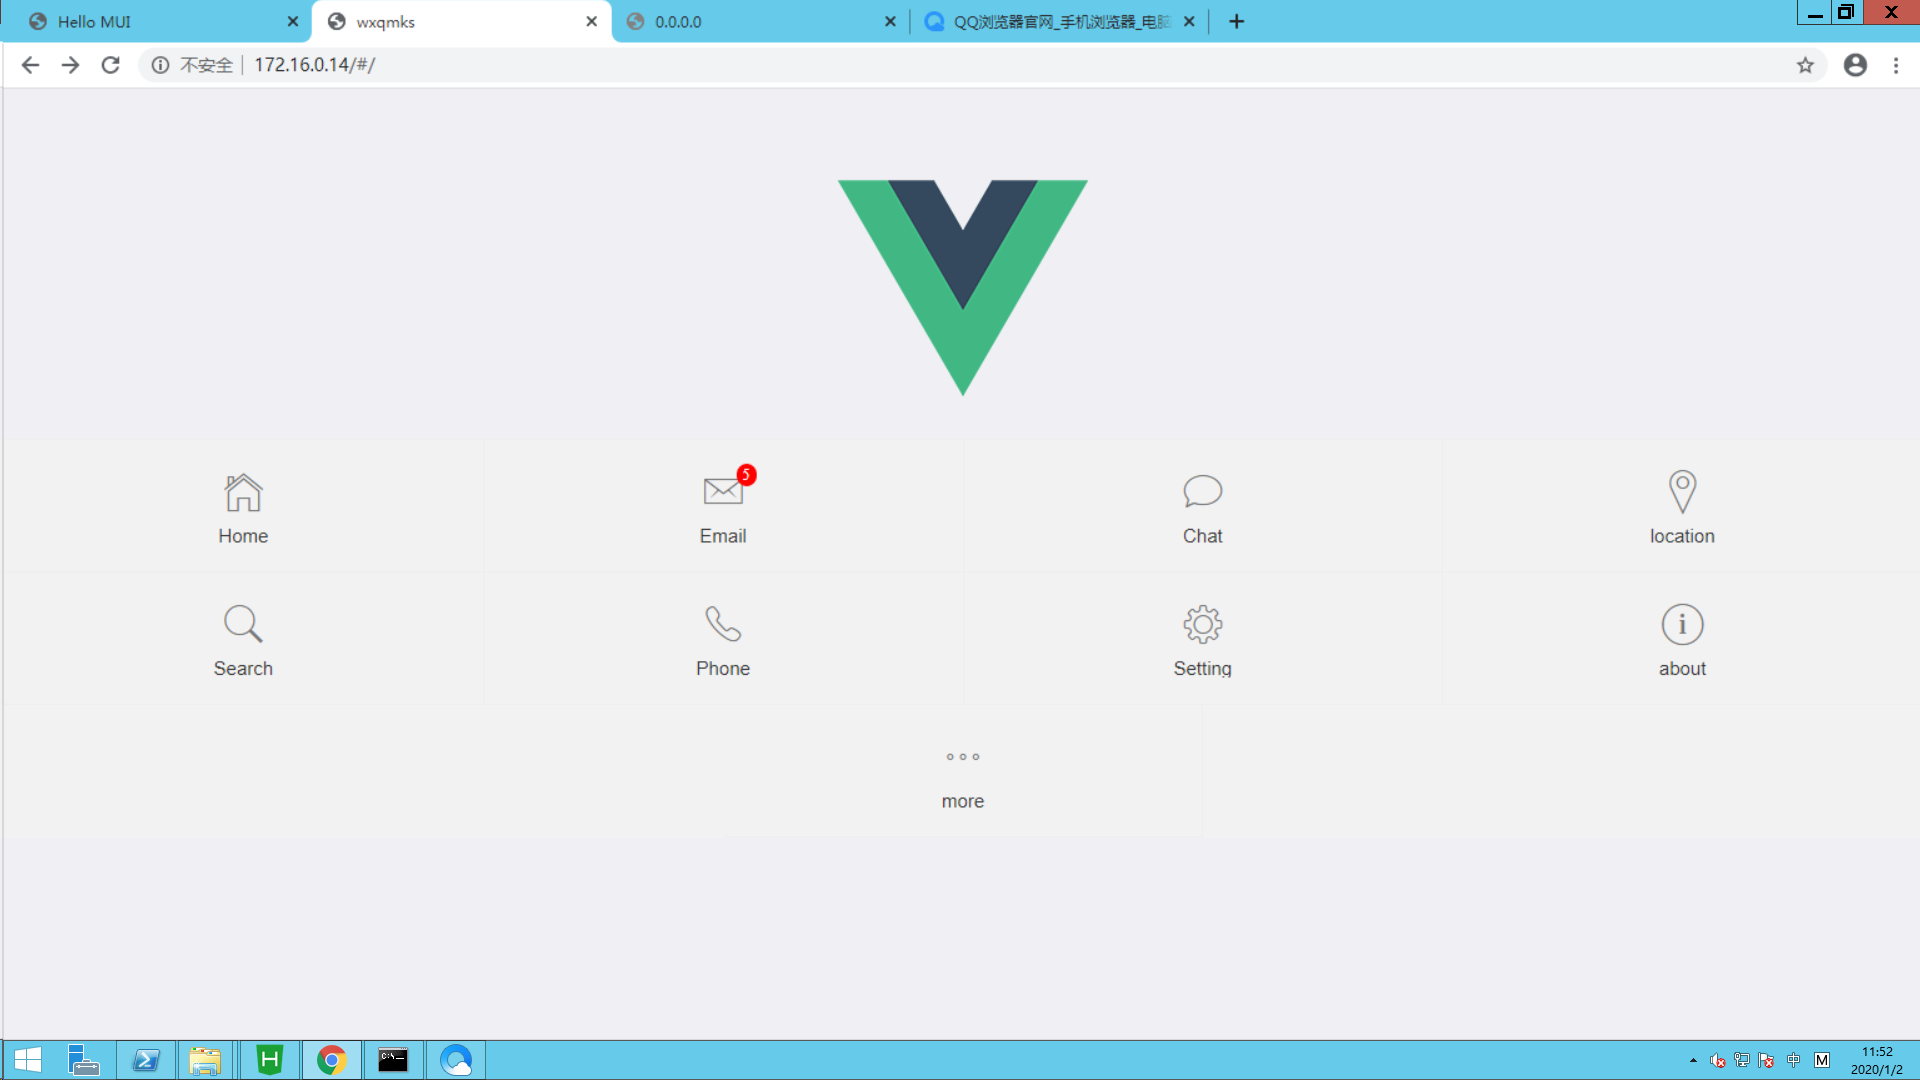 Hello MUI
wxqmks
0.0.0.0
QQ浏览器官网_手机浏览器_电脑
不安全
172.16.0.14/#/
5
Home
Email
Chat
location
Search
Phone
Setting
about
more
中
M
11:52
2020/1/2